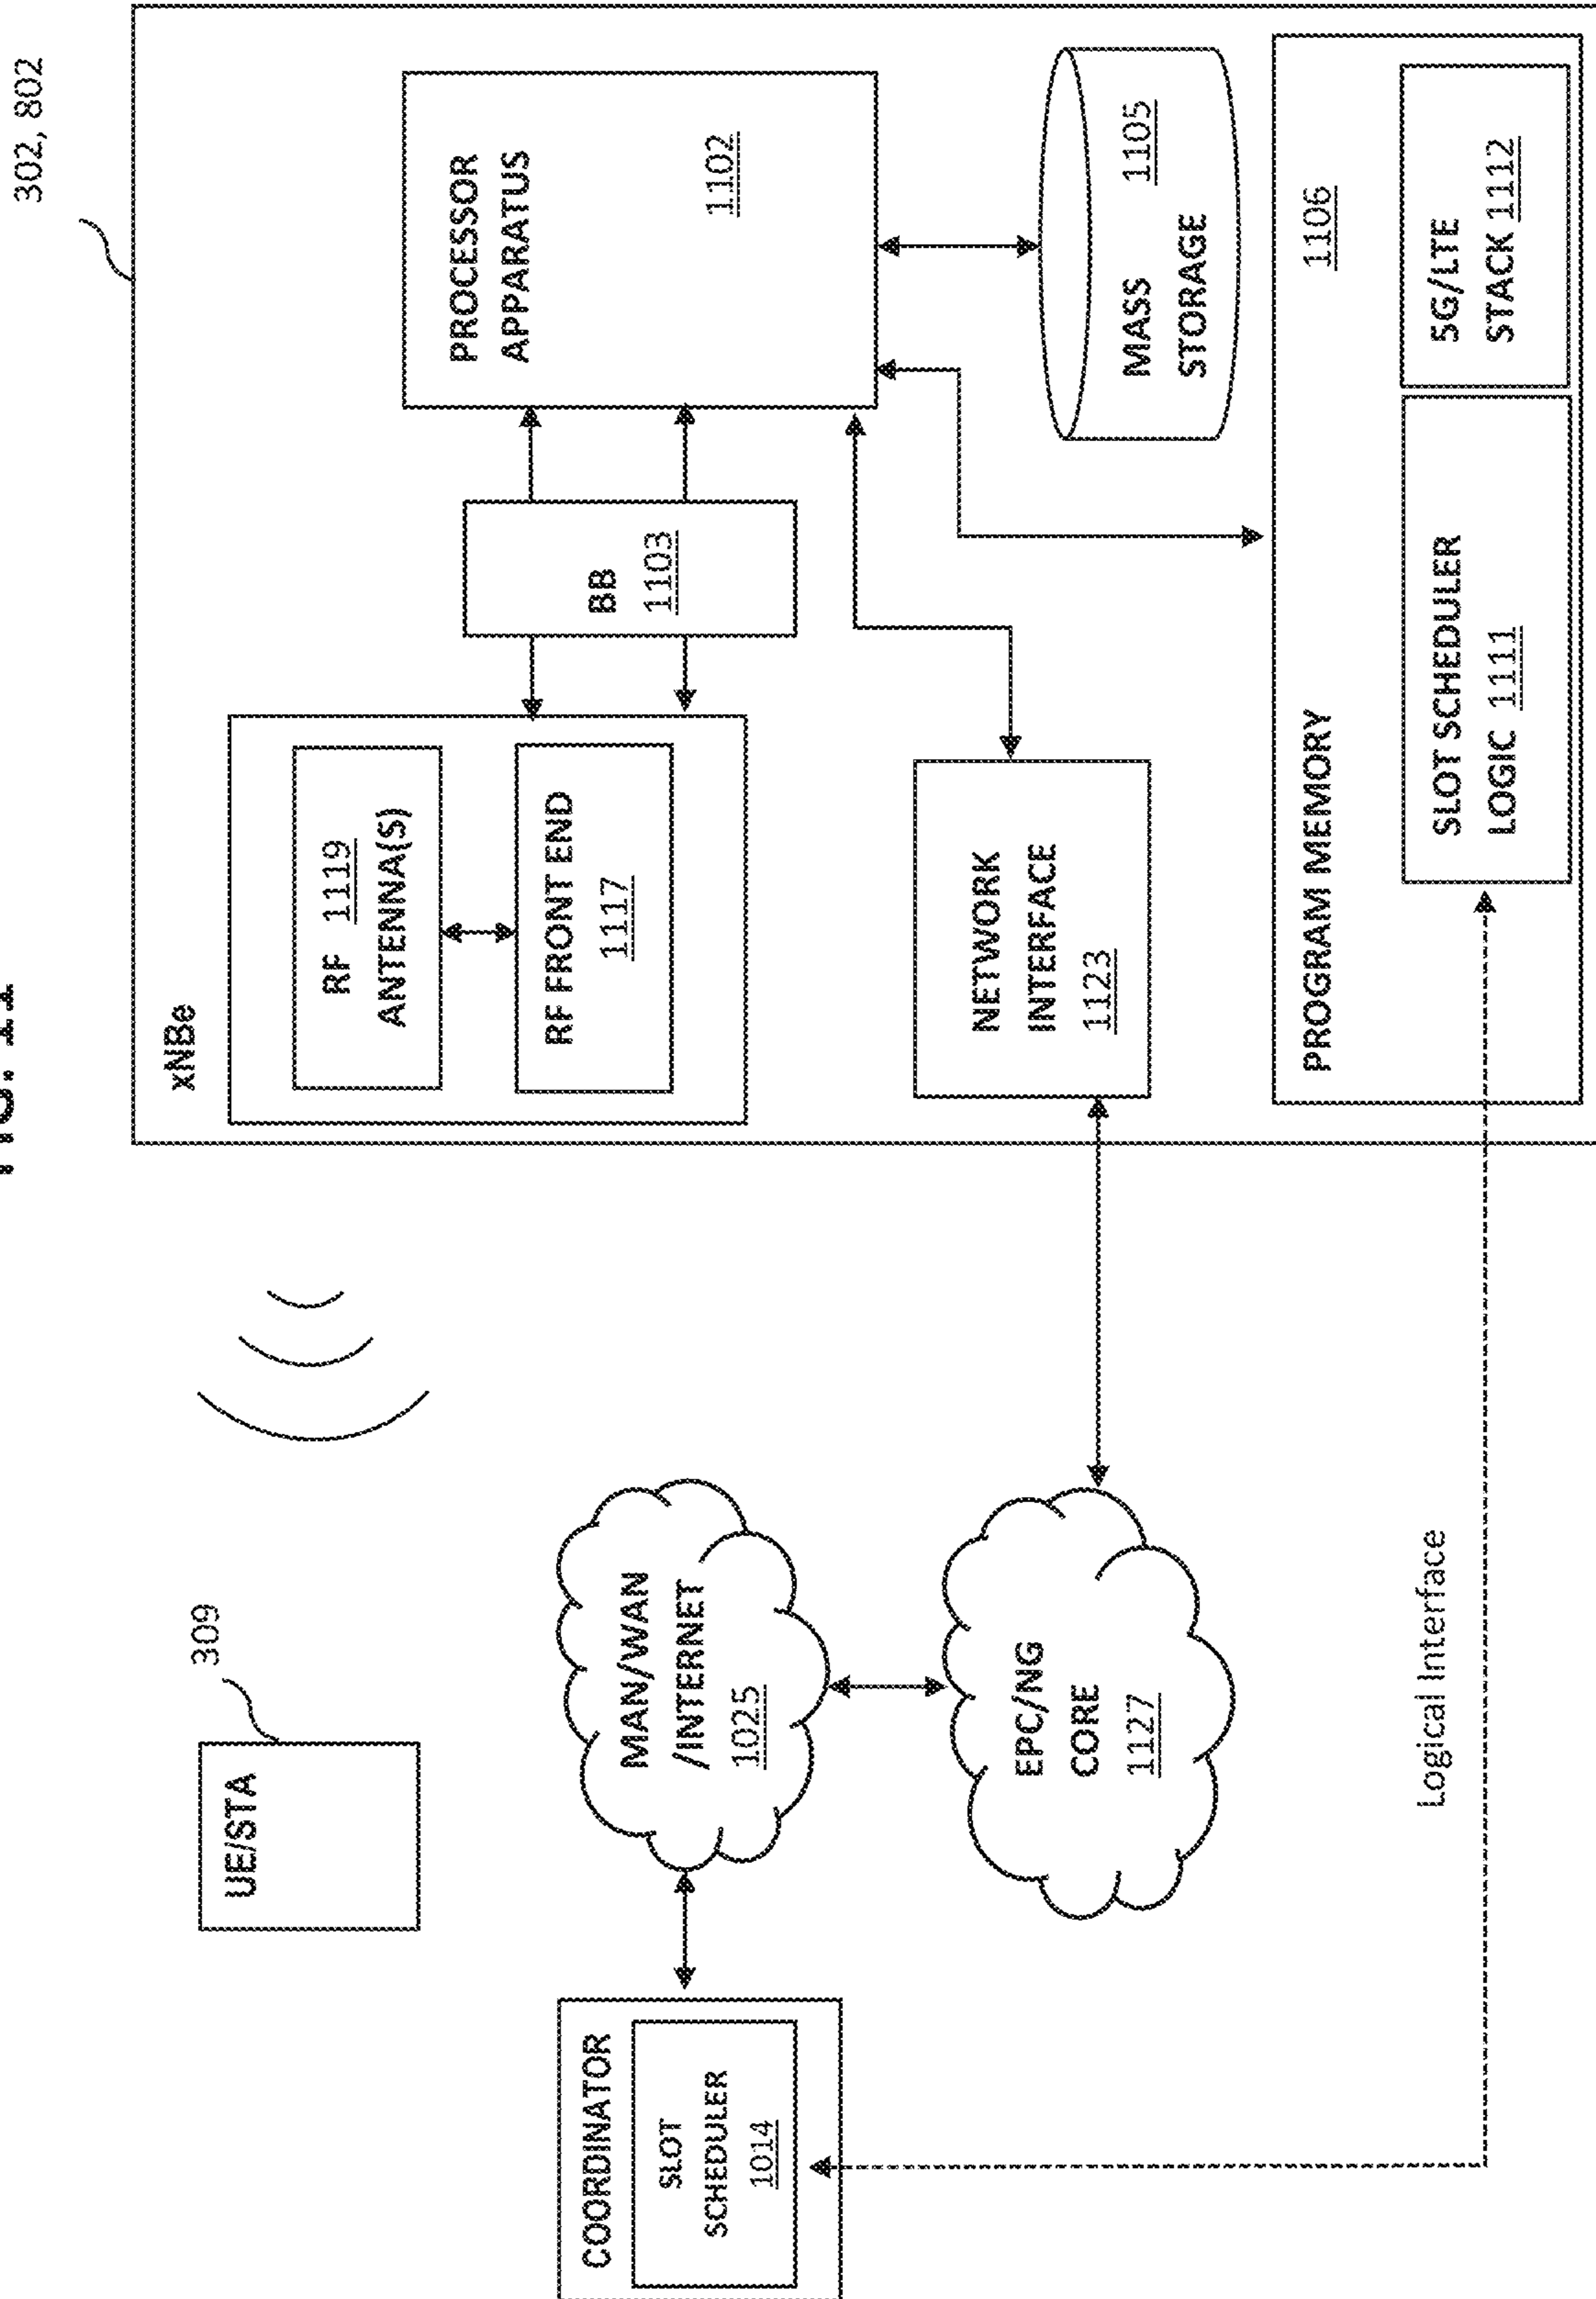 FIG. 11
302, 802
xNBe
RF 1119
ANTENNA(S)
RF FRONT END
1117
BB
1103
PROCESSOR
APPARATUS
1102
NETWORK
INTERFACE
1123
MASS 1105
STORAGE
PROGRAM MEMORY
1106
SLOT SCHEDULER
LOGIC 1111
5G/LTE
STACK 1112
309
UE/STA
MAN/WAN
/INTERNET
1025
EPC/NG
CORE
1127
COORDINATOR
SLOT
SCHEDULER
1014
Logical Interface